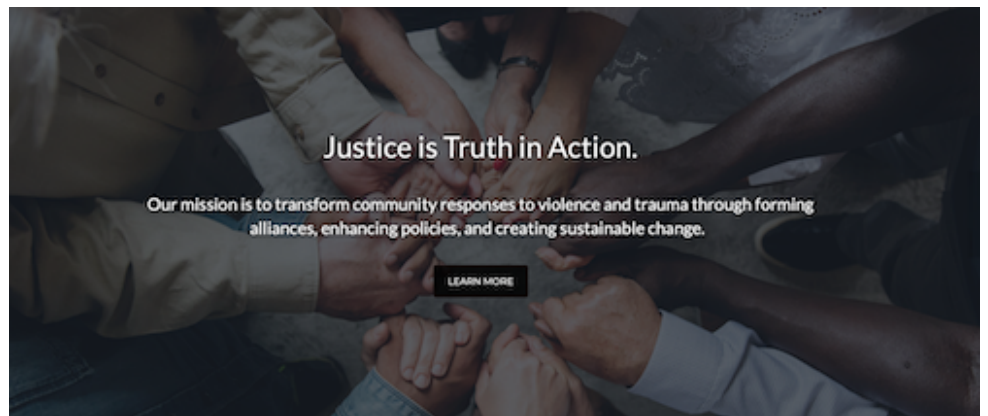 Justice is Truth in Action.
Our mission is to transform community responses to violence and trauma through forming
alliances, enhancing policies, and creating sustainable change.
LEARN MORE